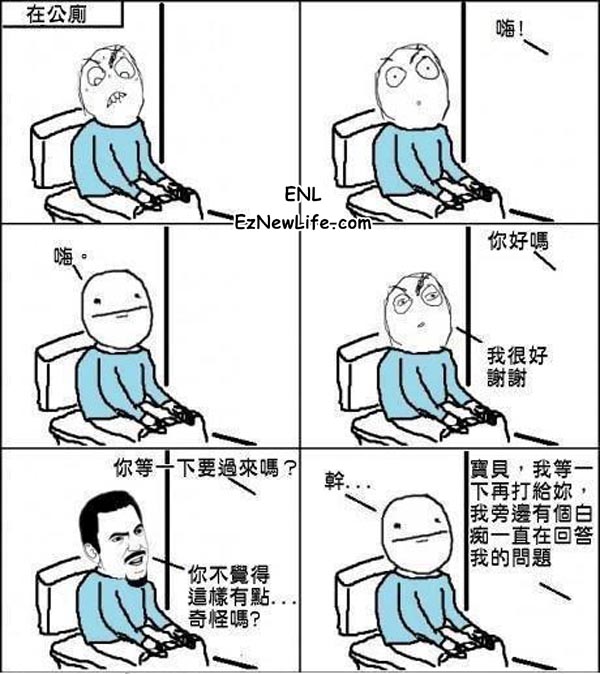 在公廁
嗨!
ENL
EzNewLife.com
嗨。
你好嗎
我很好
謝謝
你等一下要過來嗎？
你不覺得
這樣有點...
奇怪嗎?
幹...
寶貝，我等一
下再打給妳，
我旁邊有個白
痴一直在回答
我的問題